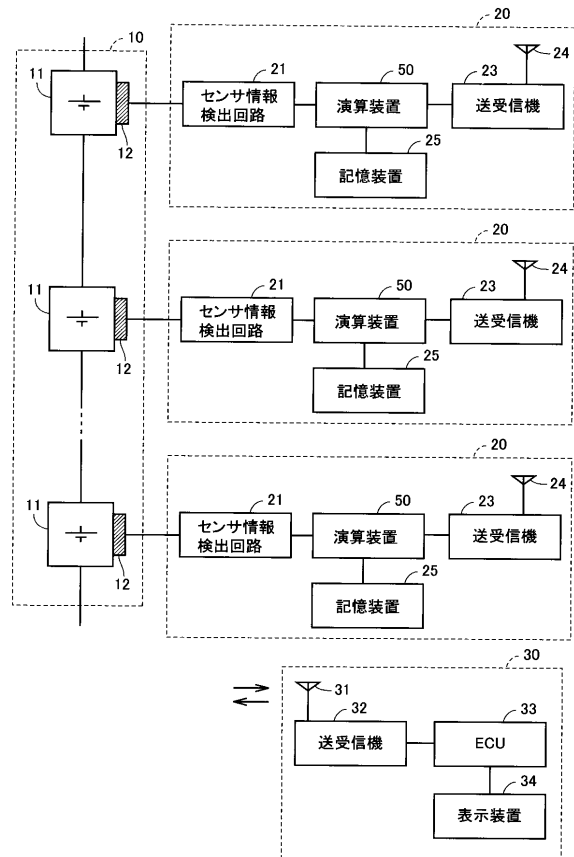 20
10
11
21
50
23
24
センサ情報
検出回路
演算装置
送受信機
12
25
記憶装置
20
11
21
50
23
24
センサ情報
検出回路
演算装置
送受信機
12
25
記憶装置
20
11
21
50
23
24
センサ情報
検出回路
演算装置
送受信機
12
25
記憶装置
30
31
32
33
送受信機
ECU
34
表示装置